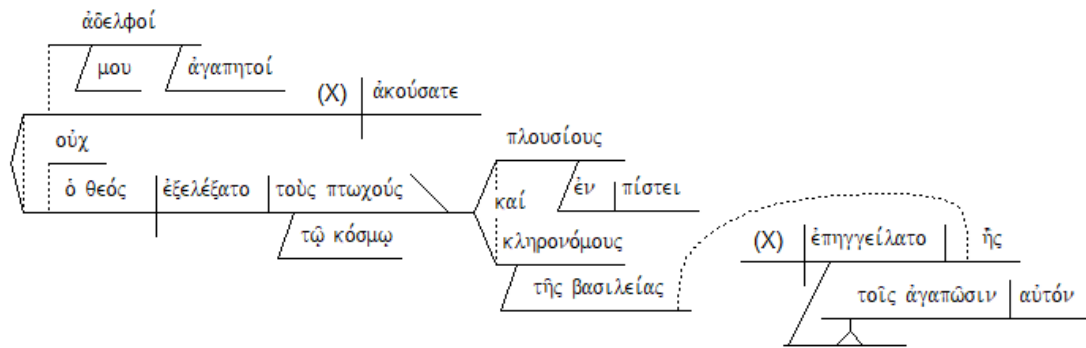 ἀδελφοί
μου ἀγαπητοί
(X) ἀκούσατε
οὐχ
ὁ θεός ἐξελέξατο τοὺς πτωχούς
τῷ κόσμῳ
πλουσίους
ἐν πίστει
καί
κληρονόμους
τῆς βασιλείας
(X) ἐπηγγείλατο ἧς
τοῖς ἀγαπῶσιν αὐτόν